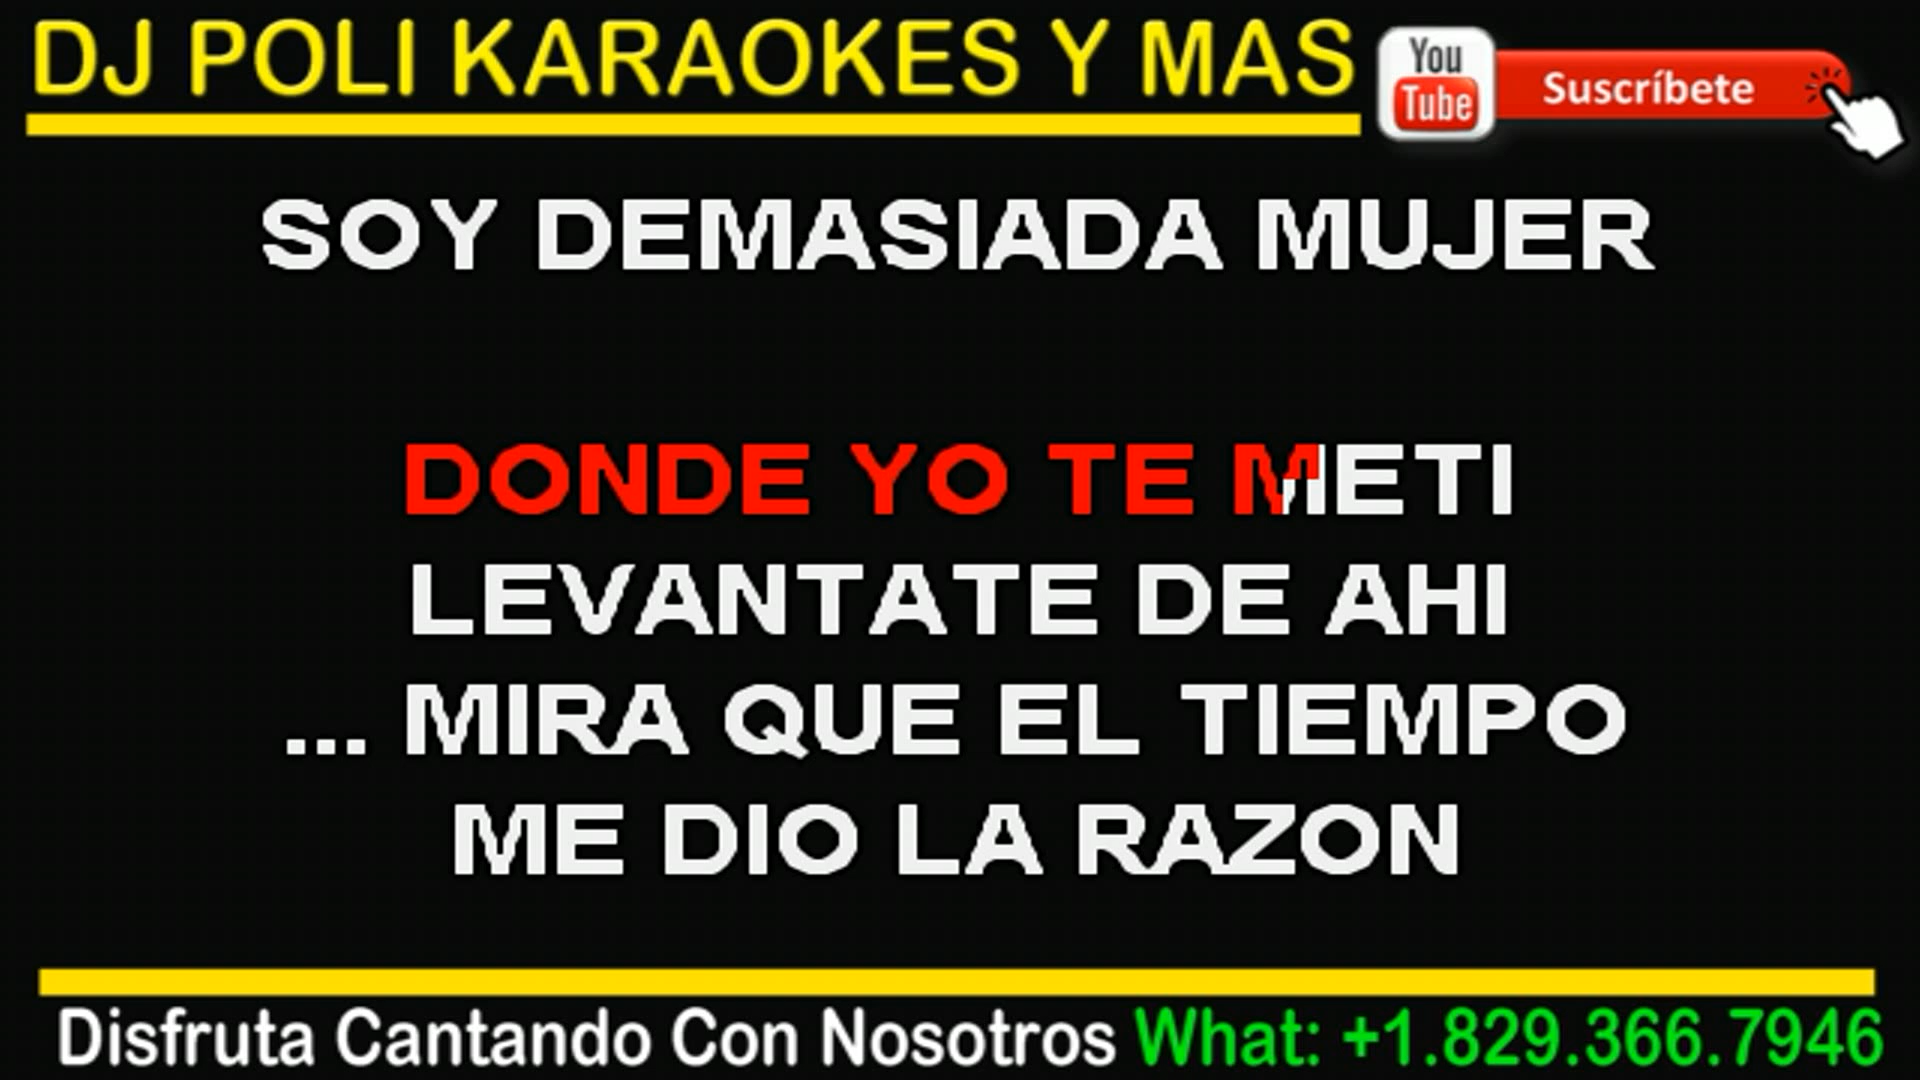 DJ POLI KARAOKES Y MAS
You Tube Suscríbete
SOY DEMASIADA MUJER
DONDE YO TE METI
LEVANTATE DE AHI
... MIRA QUE EL TIEMPO
ME DIO LA RAZON
Disfruta Cantando Con Nosotros What: +1.829.366.7946